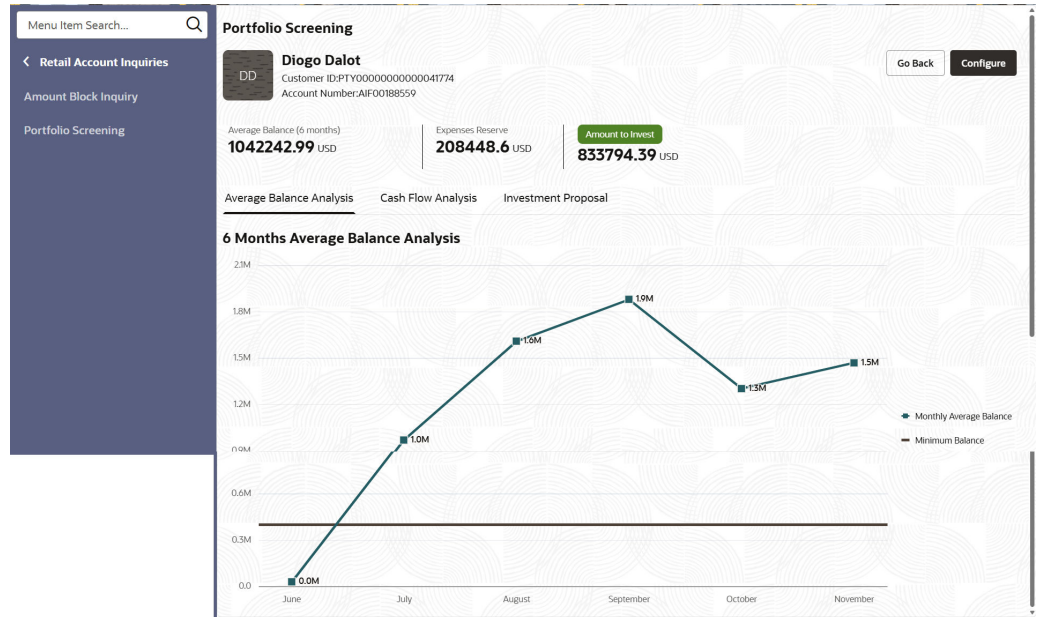 Menu Item Search...
Retail Account Inquiries
Amount Block Inquiry
Portfolio Screening
Portfolio Screening
DD
Diogo Dalot
Customer ID:PTY00000000000041774
Account Number:AIF00188559
Go Back
Configure
Average Balance (6 months)
1042242.99 USD
Expenses Reserve
208448.6 USD
Amount to Invest
833794.39 USD
Average Balance Analysis
Cash Flow Analysis
Investment Proposal
6 Months Average Balance Analysis
2.1M
1.8M
1.5M
1.2M
0.9M
0.6M
0.3M
0.0
0.0M
1.0M
1.6M
1.9M
1.3M
1.5M
June
July
August
September
October
November
Monthly Average Balance
Minimum Balance